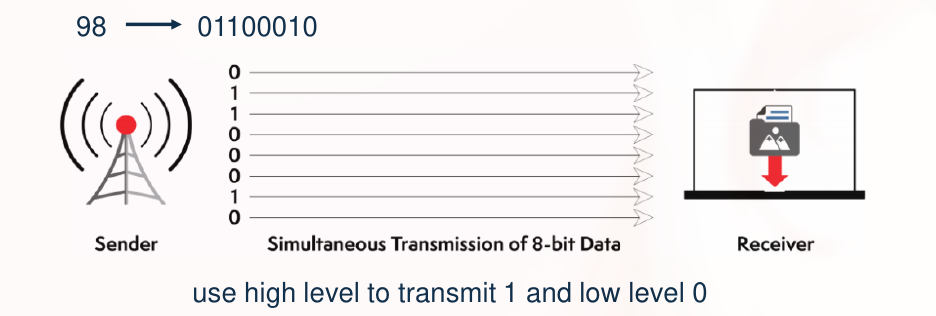 98 → 01100010
0
1
1
0
0
0
1
0
Sender
Simultaneous Transmission of 8-bit Data
Receiver
use high level to transmit 1 and low level 0